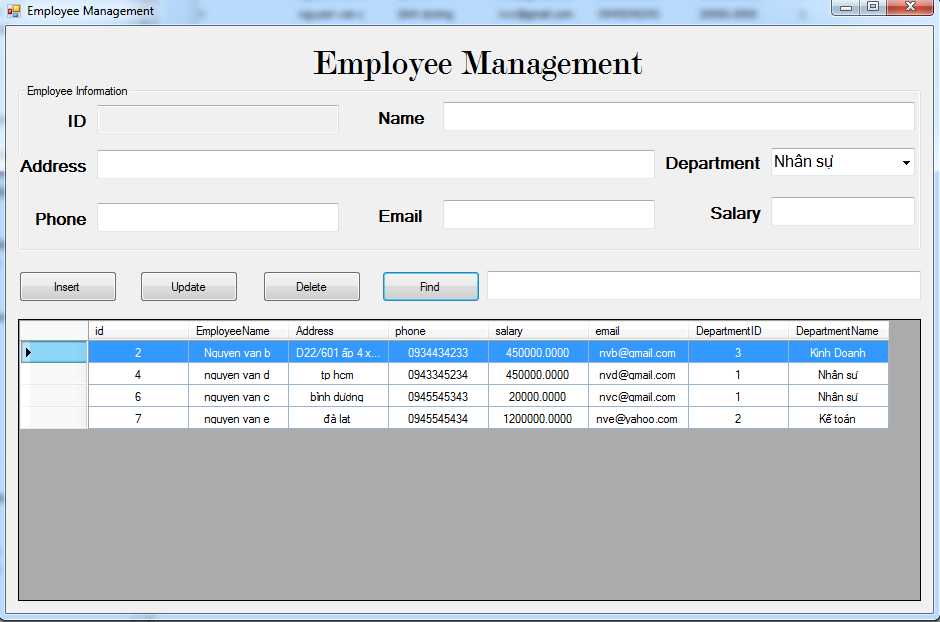 Employee Management
Employee Management
Employee Information
ID
Name
Address
Department Nhân sự
Phone
Email
Salary
Insert Update Delete Find
id EmployeeName Address phone salary email DepartmentID DepartmentName
2 Nguyen van b D22/601 ấp 4 x... 0934434233 450000.0000 nvb@gmail.com 3 Kinh Doanh
4 nguyen van d tp hcm 0943345234 450000.0000 nvd@gmail.com 1 Nhân sự
6 nguyen van c bình dương 0945545343 20000.0000 nvc@gmail.com 1 Nhân sự
7 nguyen van e đà lạt 0945545434 1200000.0000 nve@yahoo.com 2 Kế toán